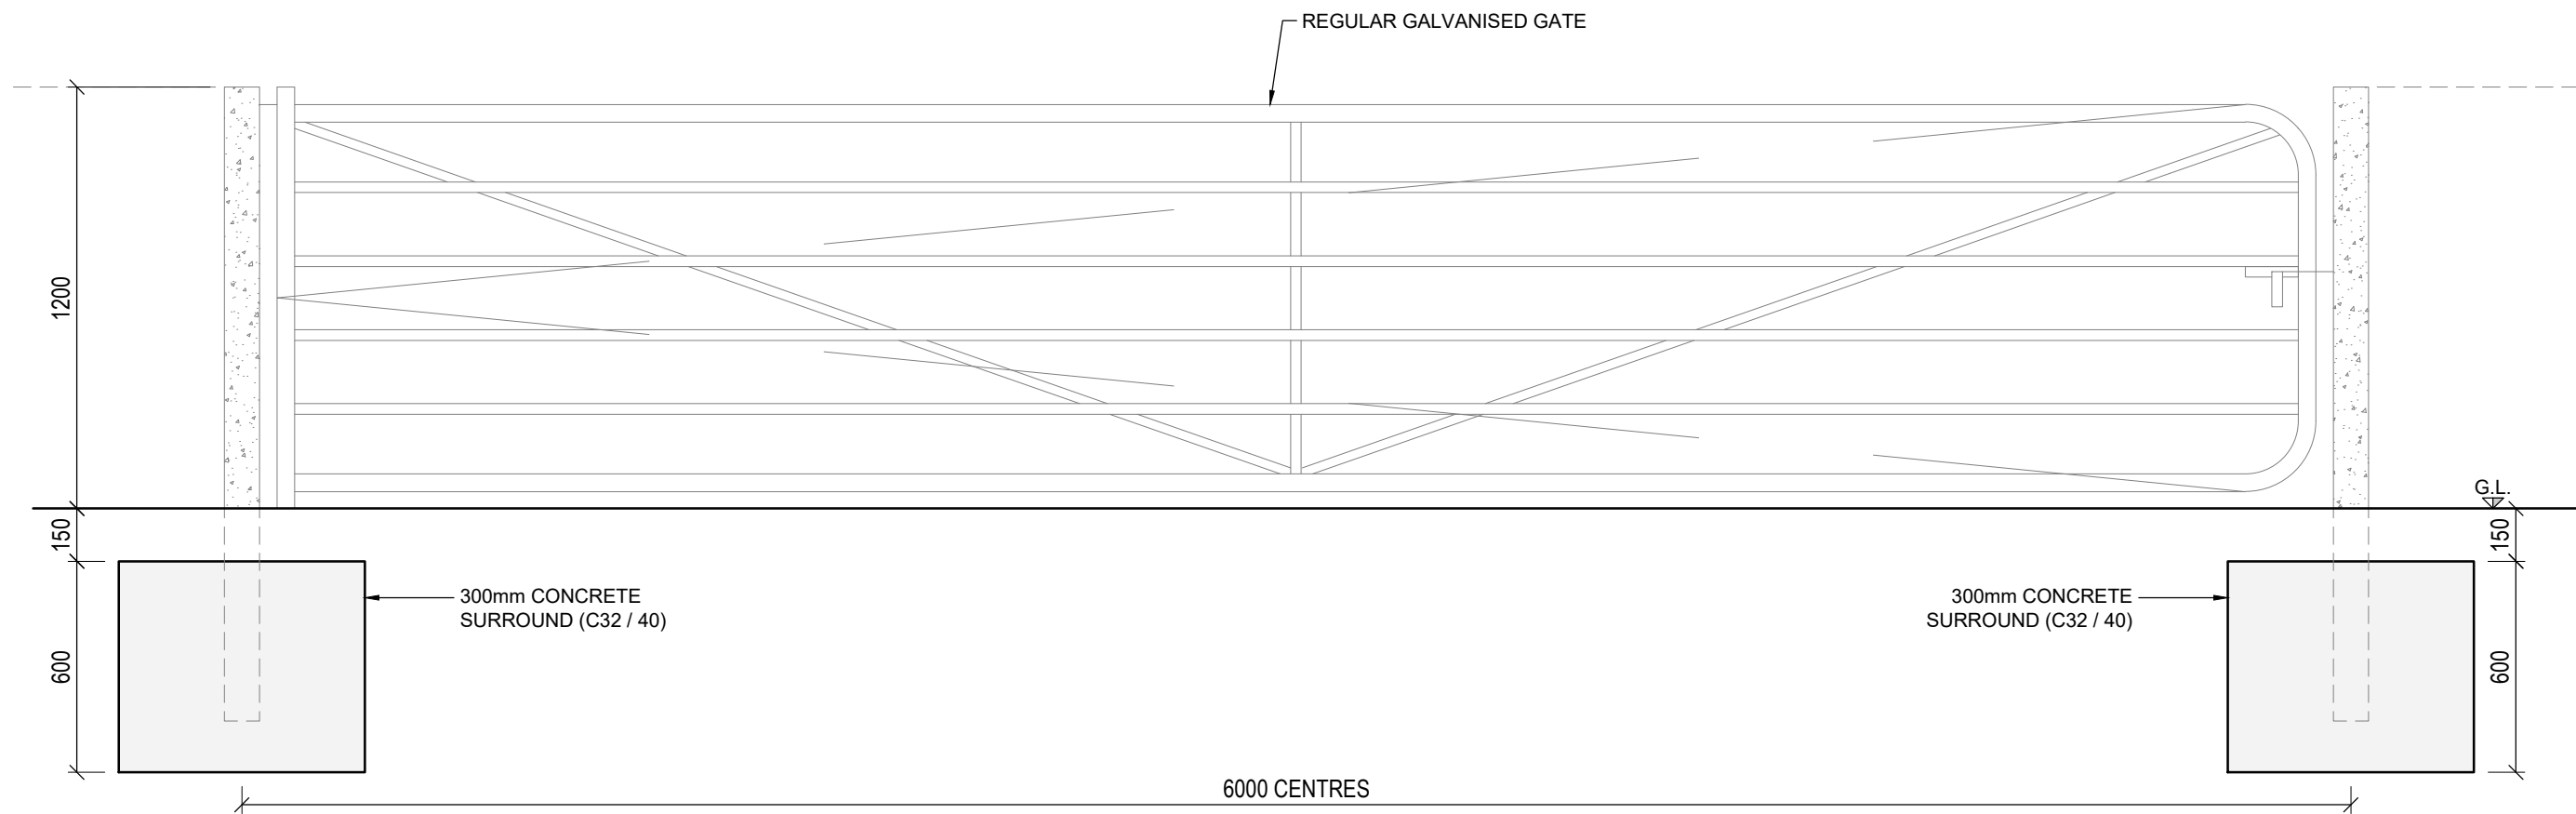 REGULAR GALVANISED GATE
1200
G.L.
150
150
300mm CONCRETE
SURROUND (C32 / 40)
300mm CONCRETE
SURROUND (C32 / 40)
600
600
6000 CENTRES